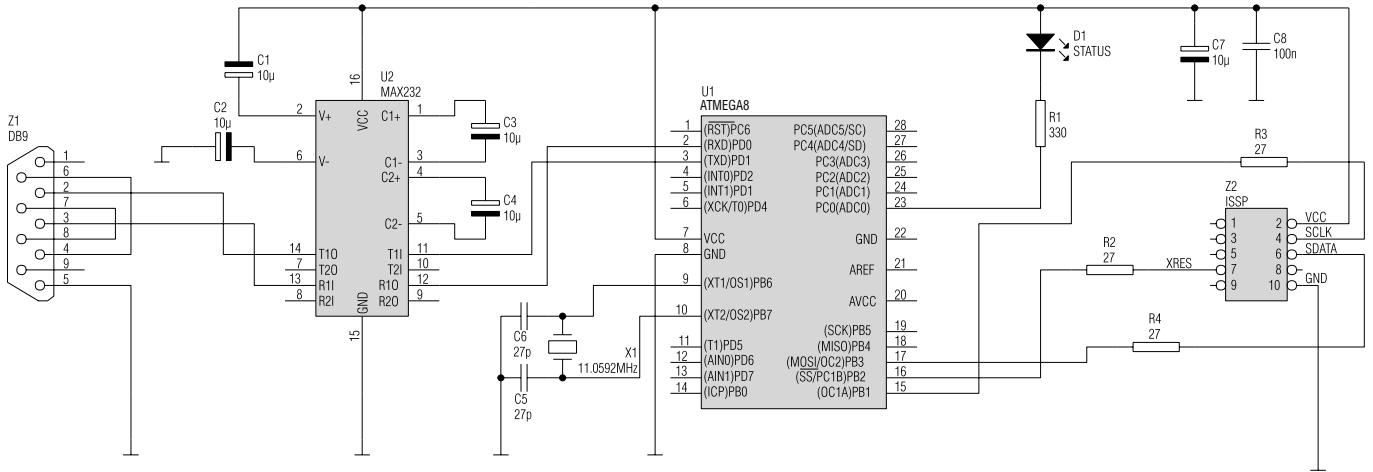 Z1
DB9
1
6
2
7
3
8
4
9
5
C1
10µ
C2
10µ
U2
MAX232
16
VCC
2 V+
6 V-
C1+ 1
C1- 3
C2+ 4
C2- 5
14 T1O
7 T2O
13 R1I
8 R2I
T1I 11
T2I 10
R1O 12
R2O 9
GND
15
C3
10µ
C4
10µ
C6
27p
C5
27p
X1
11.0592MHz
U1
ATMEGA8
1 (RST)PC6
2 (RXD)PD0
3 (TXD)PD1
4 (INT0)PD2
5 (INT1)PD1
6 (XCK/T0)PD4
7 VCC
8 GND
9 (XT1/OS1)PB6
10 (XT2/OS2)PB7
11 (T1)PD5
12 (AIN0)PD6
13 (AIN1)PD7
14 (ICP)PB0
PC5(ADC5/SC) 28
PC4(ADC4/SD) 27
PC3(ADC3) 26
PC2(ADC2) 25
PC1(ADC1) 24
PC0(ADC0) 23
GND 22
AREF 21
AVCC 20
(SCK)PB5 19
(MISO)PB4 18
(MOSI/OC2)PB3 17
(SS/PC1B)PB2 16
(OC1A)PB1 15
D1
STATUS
R1
330
C7
10µ
C8
100n
R3
27
R2
27
XRES
R4
27
Z2
ISSP
1 2 VCC
3 4 SCLK
5 6 SDATA
7 8
9 10 GND